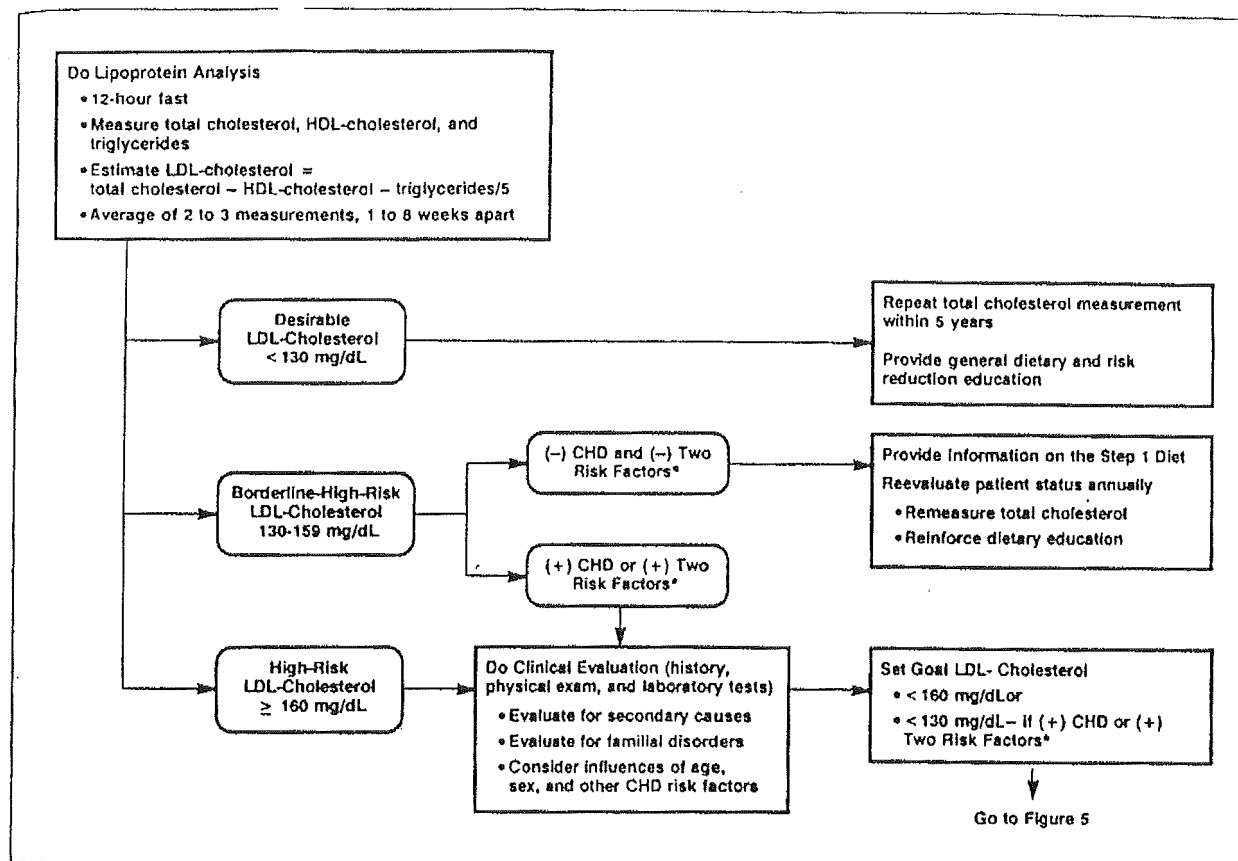 Do Lipoprotein Analysis
• 12-hour fast
• Measure total cholesterol, HDL-cholesterol, and
triglycerides
• Estimate LDL-cholesterol =
total cholesterol – HDL-cholesterol – triglycerides/5
• Average of 2 to 3 measurements, 1 to 8 weeks apart
Desirable
LDL-Cholesterol
< 130 mg/dL
Repeat total cholesterol measurement
within 5 years
Provide general dietary and risk
reduction education
Borderline-High-Risk
LDL-Cholesterol
130-159 mg/dL
(–) CHD and (–) Two
Risk Factors*
Provide Information on the Step 1 Diet
Reevaluate patient status annually
• Remeasure total cholesterol
• Reinforce dietary education
(+) CHD or (+) Two
Risk Factors*
High-Risk
LDL-Cholesterol
≥ 160 mg/dL
Do Clinical Evaluation (history,
physical exam, and laboratory tests)
• Evaluate for secondary causes
• Evaluate for familial disorders
• Consider influences of age,
sex, and other CHD risk factors
Set Goal LDL- Cholesterol
• < 160 mg/dLor
• < 130 mg/dL– if (+) CHD or (+)
Two Risk Factors*
Go to Figure 5